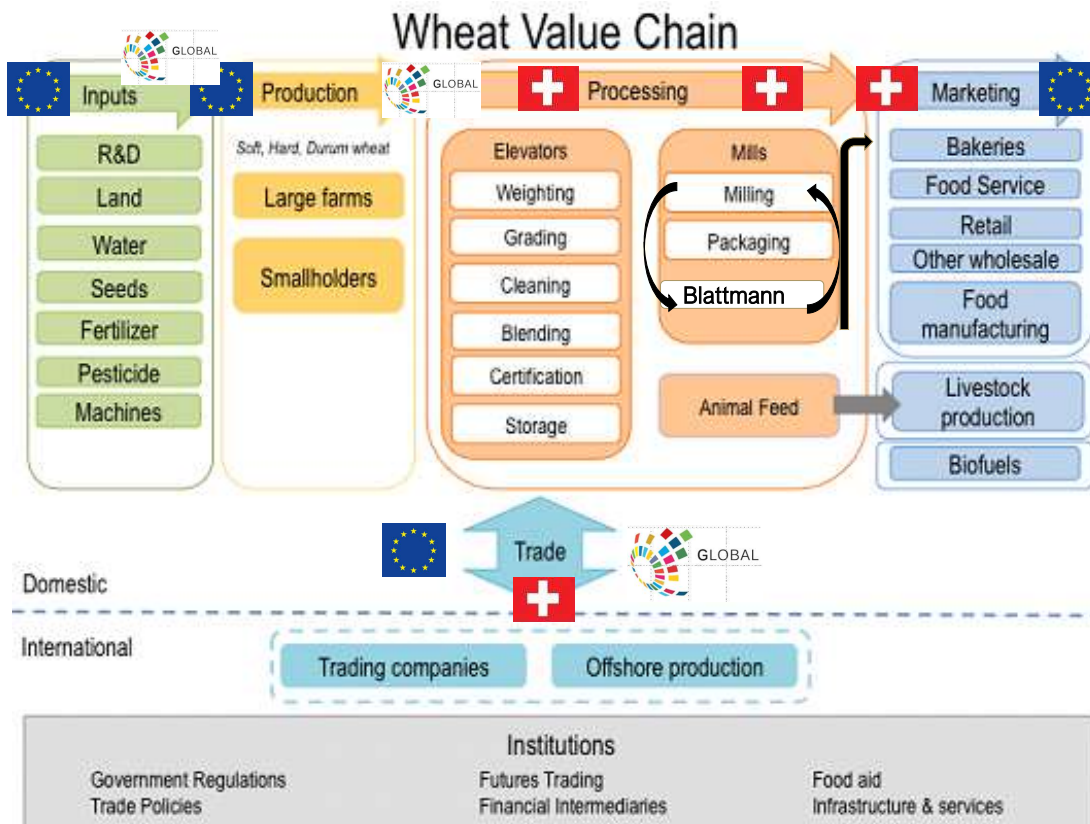 Wheat Value Chain
GLOBAL
Inputs
R&D
Land
Water
Seeds
Fertilizer
Pesticide
Machines
Production
Soft, Hard, Durum wheat
Large farms
Smallholders
GLOBAL
Processing
Elevators
Weighting
Grading
Cleaning
Blending
Certification
Storage
Mills
Milling
Packaging
Blattmann
Animal Feed
Marketing
Bakeries
Food Service
Retail
Other wholesale
Food
manufacturing
Livestock
production
Biofuels
Trade
GLOBAL
Domestic
International
Trading companies
Offshore production
Institutions
Government Regulations
Trade Policies
Futures Trading
Financial Intermediaries
Food aid
Infrastructure & services